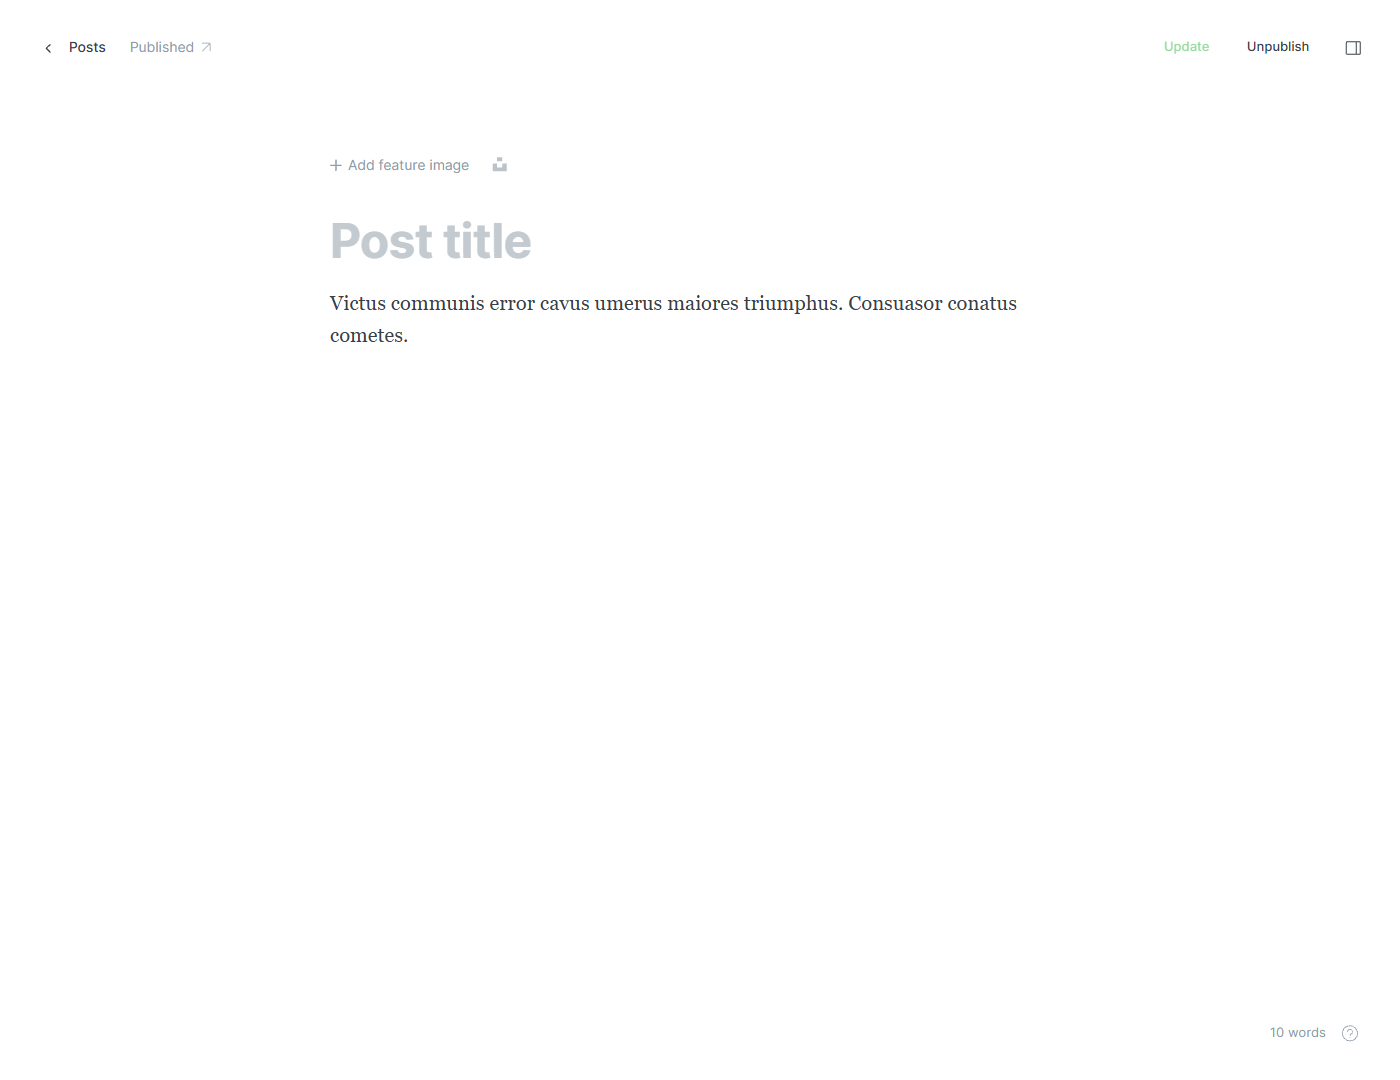 Posts Published Update Unpublish
Add feature image
Post title
Victus communis error cavus umerus maiores triumphus. Consuasor conatus
cometes.
10 words